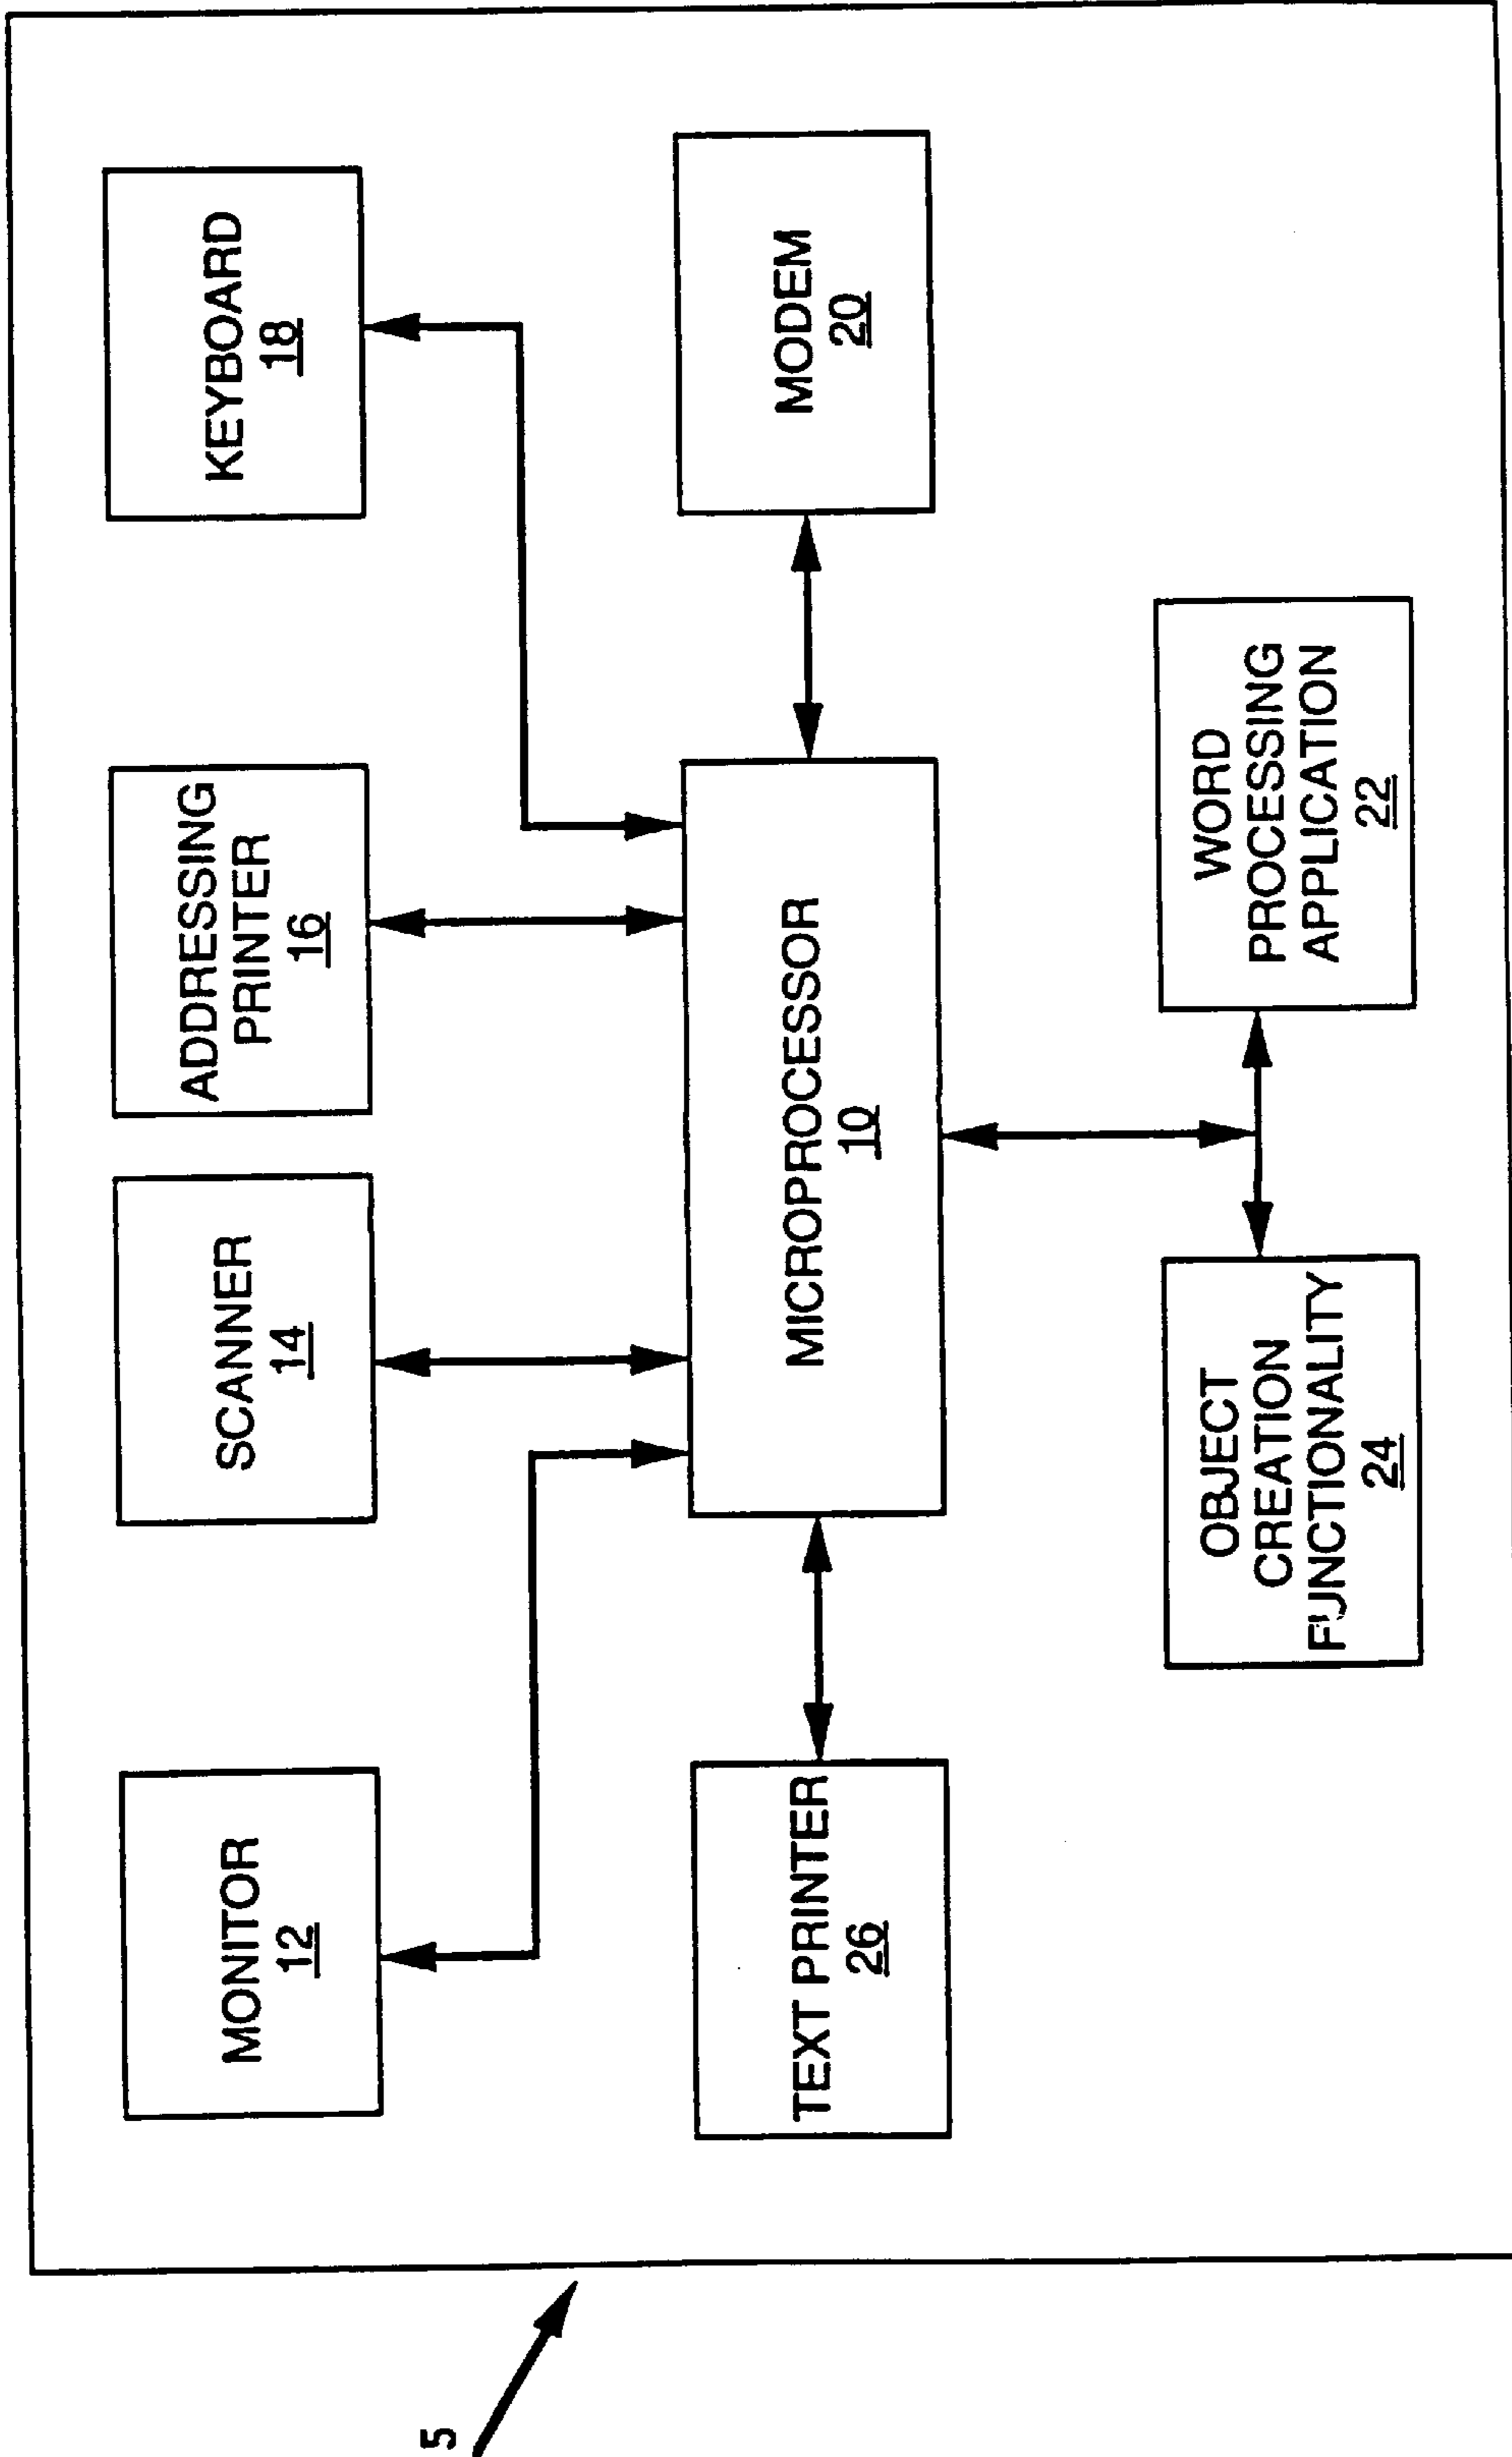 MONITOR
12
SCANNER
14
ADDRESSING
PRINTER
16
KEYBOARD
18
TEXT PRINTER
26
MICROPROCESSOR
10
MODEM
20
OBJECT
CREATION
FUNCTIONALITY
24
WORD
PROCESSING
APPLICATION
22
5